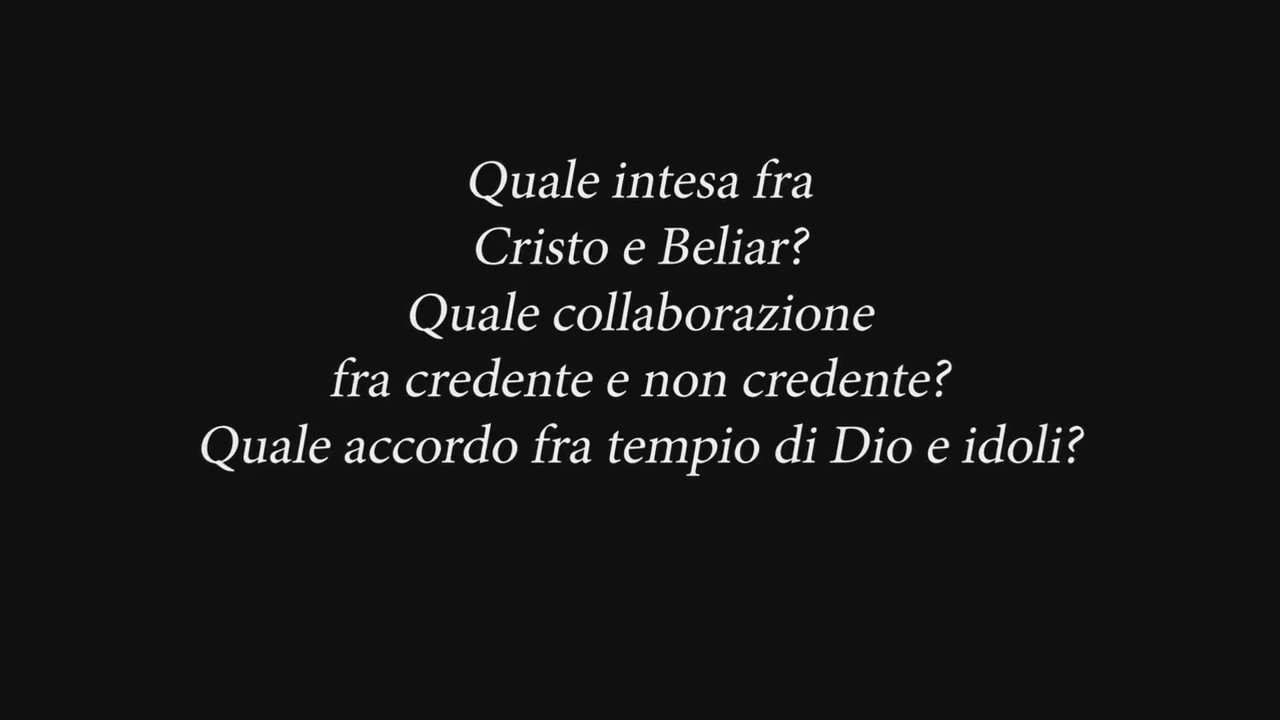 Quale intesa fra
Cristo e Beliar?
Quale collaborazione
fra credente e non credente?
Quale accordo fra tempio di Dio e idoli?